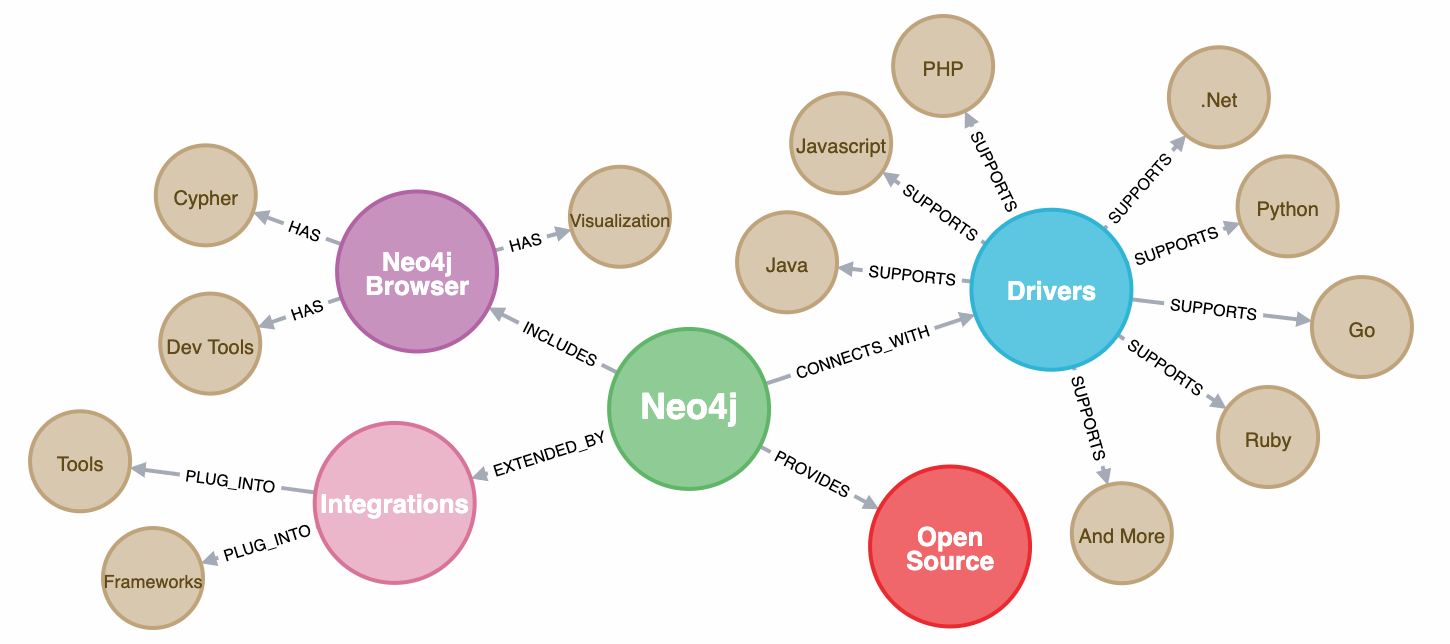 PHP
.Net
Javascript
SUPPORTS
SUPPORTS
Cypher
SUPPORTS
Python
Visualization
HAS
HAS
SUPPORTS
Neo4j
Browser
Java
SUPPORTS
Drivers
HAS
SUPPORTS
Go
Dev Tools
INCLUDES
CONNECTS_WITH
SUPPORTS
Neo4j
SUPPORTS
Ruby
Tools
EXTENDED_BY
PLUG_INTO
PROVIDES
Integrations
Open
Source
And More
PLUG_INTO
Frameworks